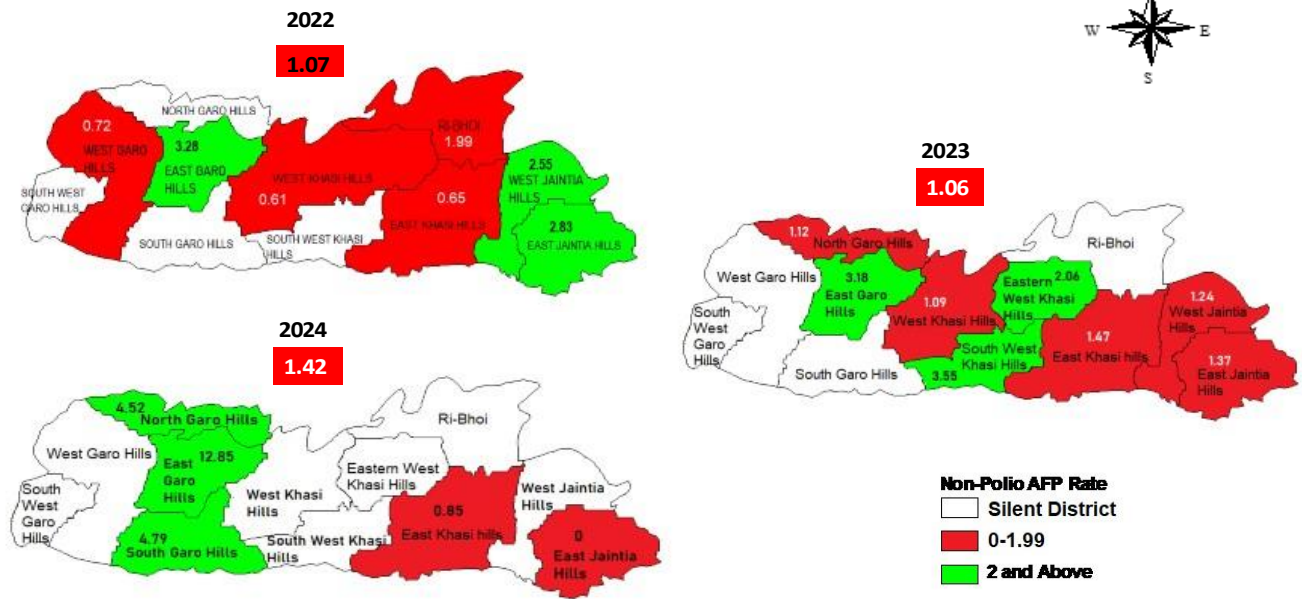 2022
1.07
NORTH GARO HILLS
0.72
WEST GARO
HILLS
3.28
EAST GARO
HILLS
SOUTH WEST
GARO HILLS
SOUTH GARO HILLS
WEST KHASI HILLS
0.61
SOUTH WEST KHASI
HILLS
RI-BHOI
1.99
0.65
EAST KHASI HILLS
2.55
WEST JAINTIA
HILLS
2.83
EAST JAINTIA HILLS
W
E
S
2023
1.06
1.12
North Garo Hills
West Garo Hills
3.18
East Garo
Hills
South
West
Garo
Hills
South Garo Hills
1.09
West Khasi Hills
Eastern 2.06
West Khasi
Hills
South West
Khasi Hills
3.55
Ri-Bhoi
1.47
East Khasi hills
1.24
West Jaintia
Hills
1.37
East Jaintia
Hills
2024
1.42
4.52
North Garo Hills
West Garo Hills
12.85
East
Garo
Hills
South
West
Garo
Hills
4.79
South Garo Hills
West Khasi
Hills
Eastern West
Khasi Hills
South West Khasi
Hills
Ri-Bhoi
0.85
East Khasi hills
West Jaintia
Hills
0
East Jaintia
Hills
Non-Polio AFP Rate
Silent District
0-1.99
2 and Above